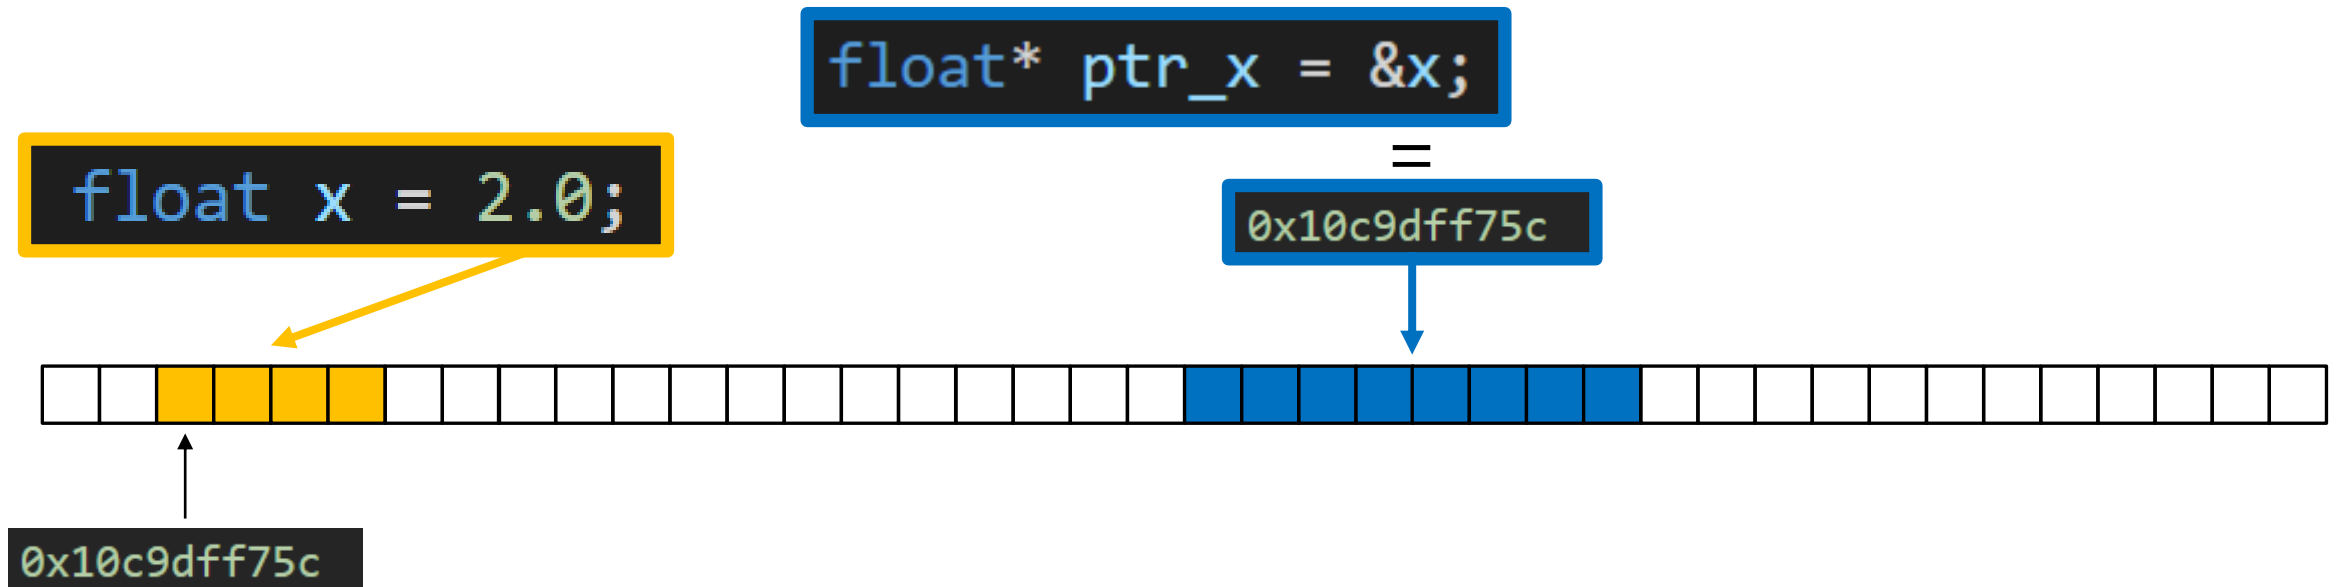 float* ptr_x = &x;
=
float x = 2.0;
0x10c9dff75c
0x10c9dff75c